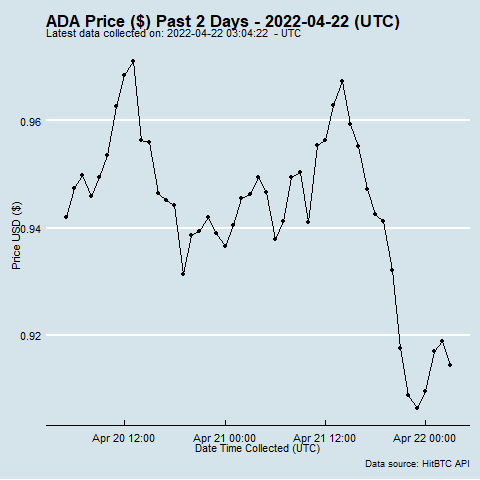 ADA Price ($) Past 2 Days - 2022-04-22 (UTC)
Latest data collected on: 2022-04-22 03:04:22 - UTC
0.96
0.94
0.92
Price USD ($)
Apr 20 12:00 Apr 21 00:00 Apr 21 12:00 Apr 22 00:00
Date Time Collected (UTC)
Data source: HitBTC API